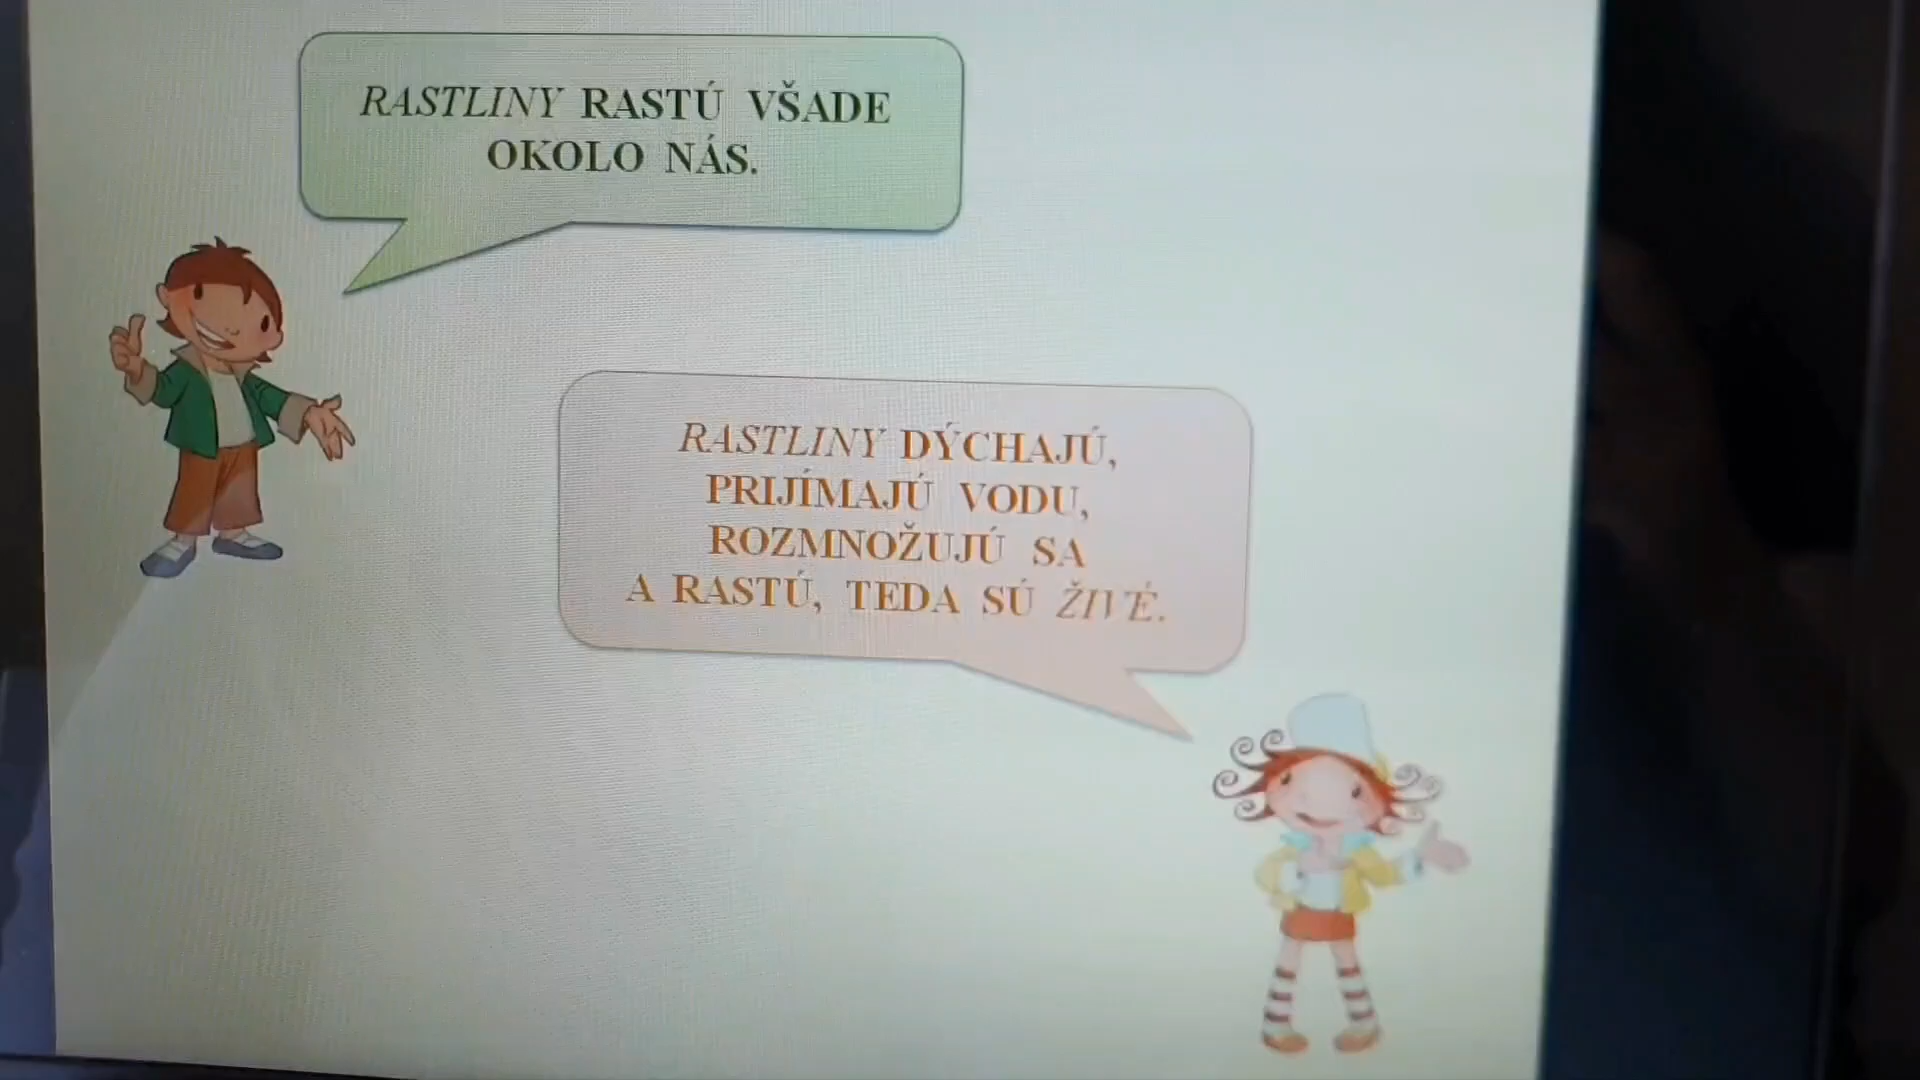 RASTLINY RASTÚ VŠADE
OKOLO NÁS.
RASTLINY DÝCHAJÚ,
PRIJÍMAJÚ VODU,
ROZMNOŽUJÚ SA
A RASTÚ, TEDA SÚ ŽIVÉ.